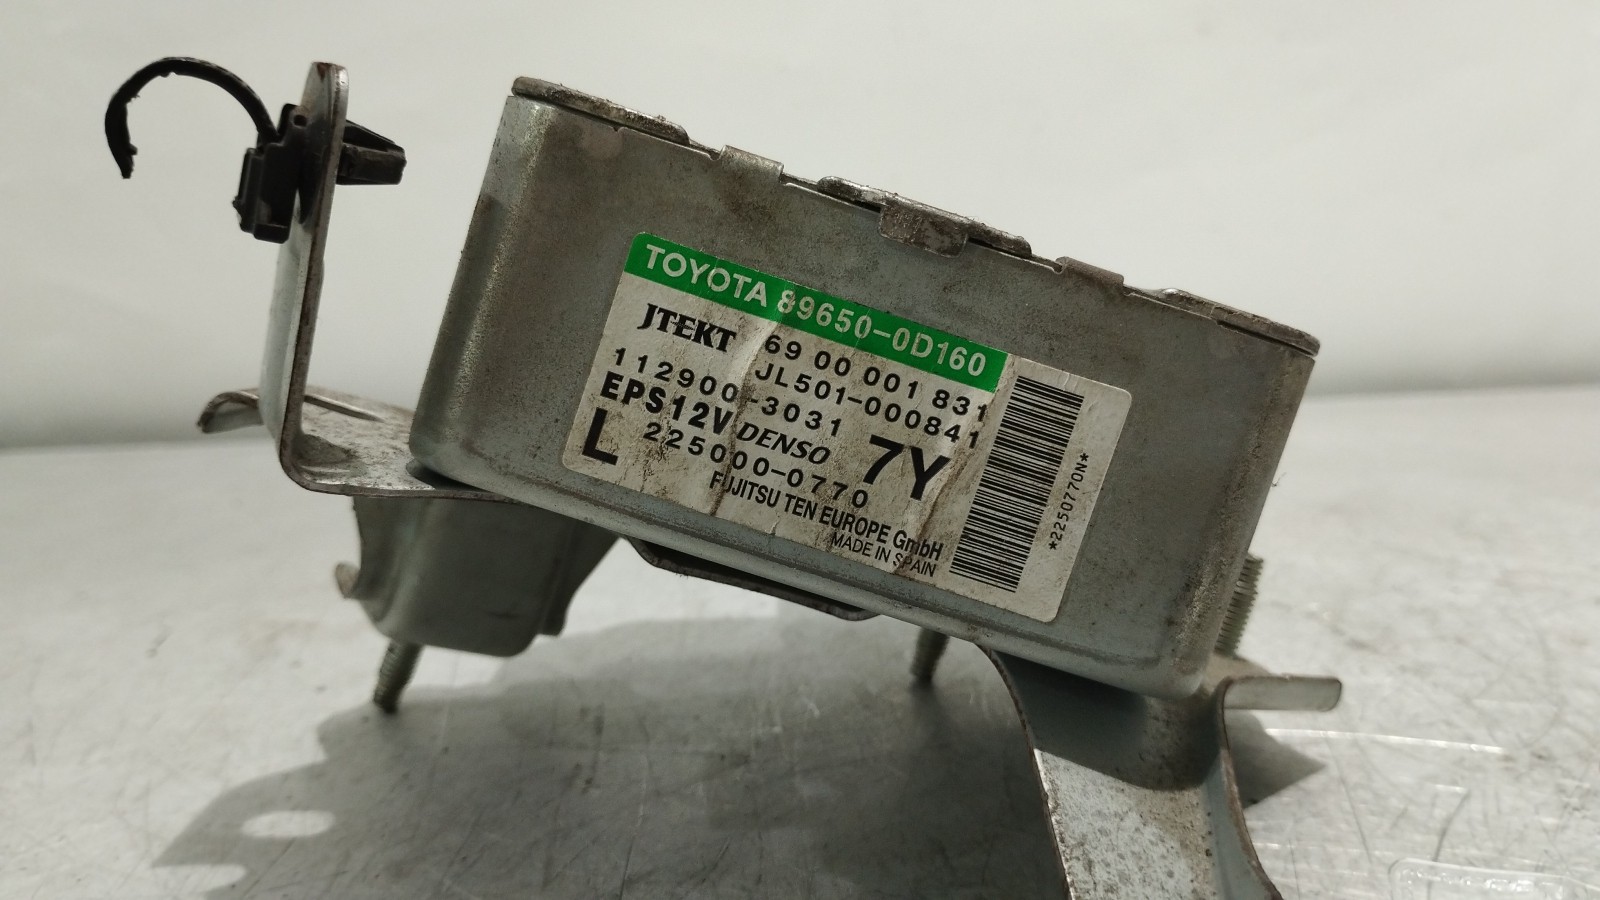 TOYOTA 89650-0D160
JTEKT 69 00 001 831
JL501-000841
112900-3031
EPS12V DENSO 7Y
L 225000-0770
FUJITSU TEN EUROPE GmbH
MADE IN SPAIN
*2250770N*